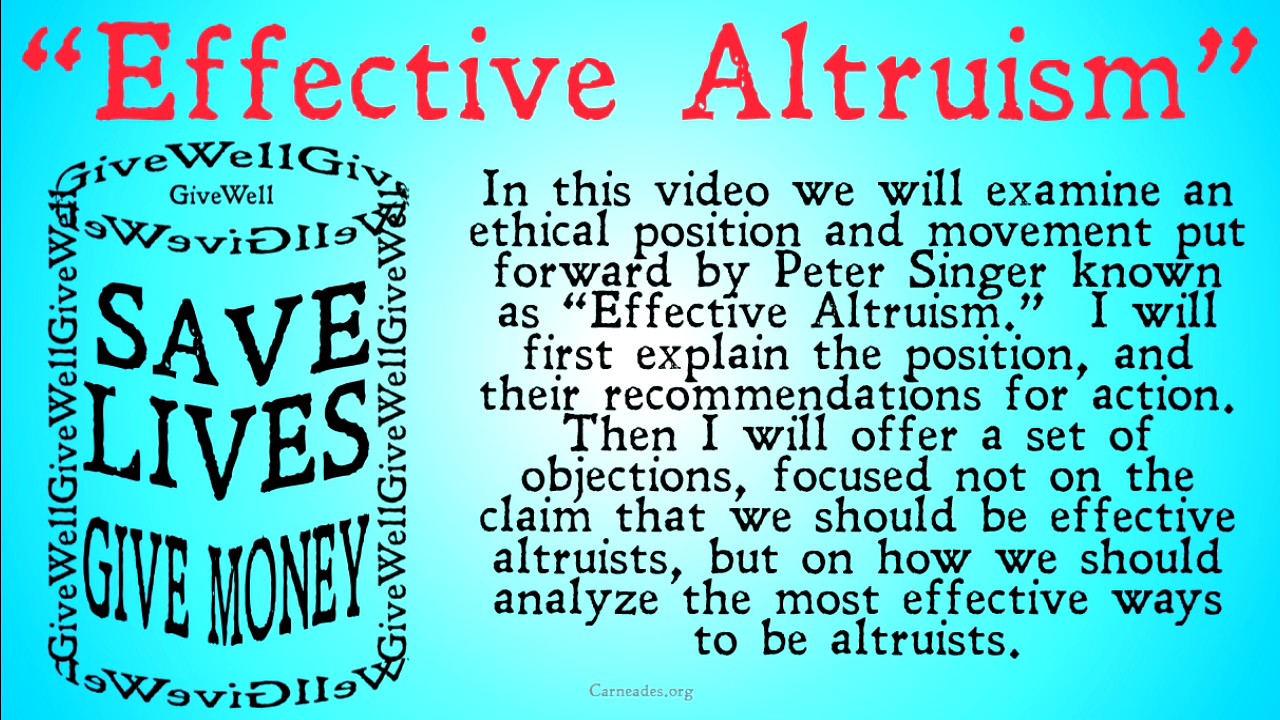 “Effective Altruism”
GiveWellGiv
GiveWell
GiveWell
GiveWell
SAVE
LIVES
GIVE MONEY
GiveWellGiveWellGiveWellGiveWell
GiveWellGiveWellGiveWellGiveWell
GiveWell
In this video we will examine an
ethical position and movement put
forward by Peter Singer known
as “Effective Altruism.” I will
first explain the position, and
their recommendations for action.
Then I will offer a set of
objections, focused not on the
claim that we should be effective
altruists, but on how we should
analyze the most effective ways
to be altruists.
Carneades.org